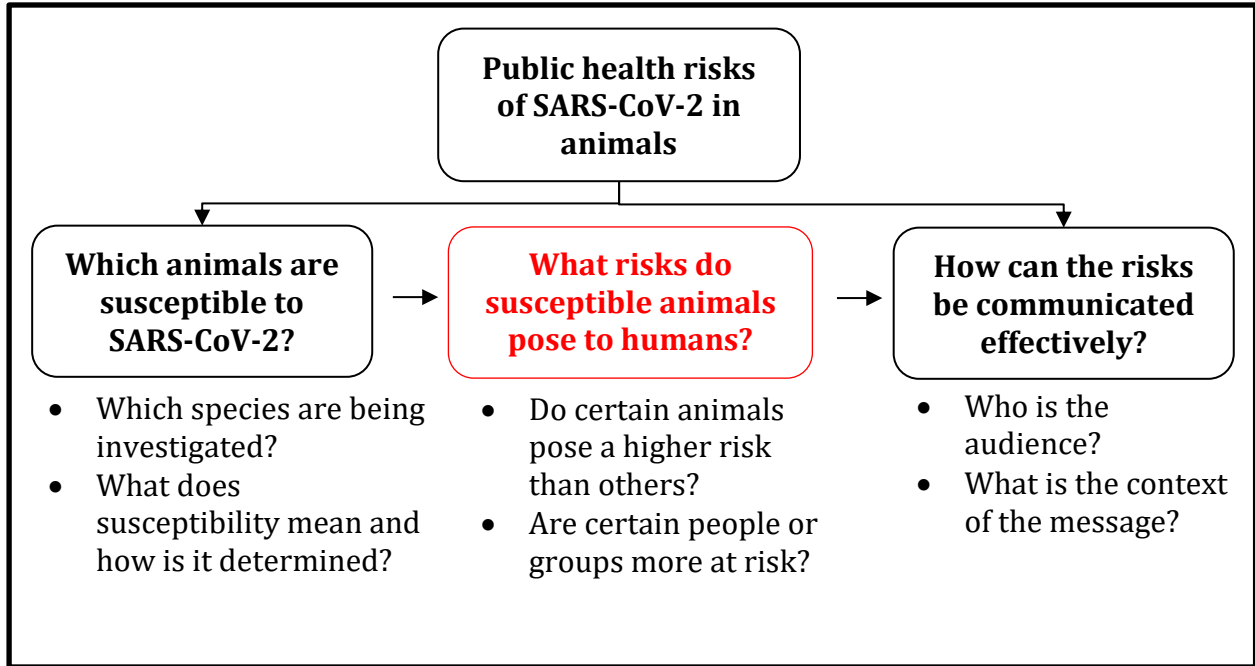 Public health risks
of SARS-CoV-2 in
animals
Which animals are
susceptible to
SARS-CoV-2?
• Which species are being
investigated?
• What does
susceptibility mean and
how is it determined?
What risks do
susceptible animals
pose to humans?
• Do certain animals
pose a higher risk
than others?
• Are certain people or
groups more at risk?
How can the risks
be communicated
effectively?
• Who is the
audience?
• What is the context
of the message?